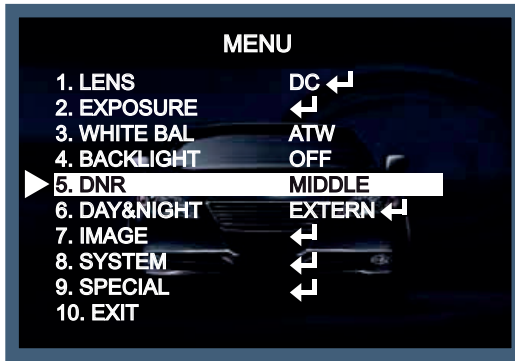 MENU
1. LENS DC
2. EXPOSURE
3. WHITE BAL ATW
4. BACKLIGHT OFF
5. DNR MIDDLE
6. DAY&NIGHT EXTERN
7. IMAGE
8. SYSTEM
9. SPECIAL
10. EXIT